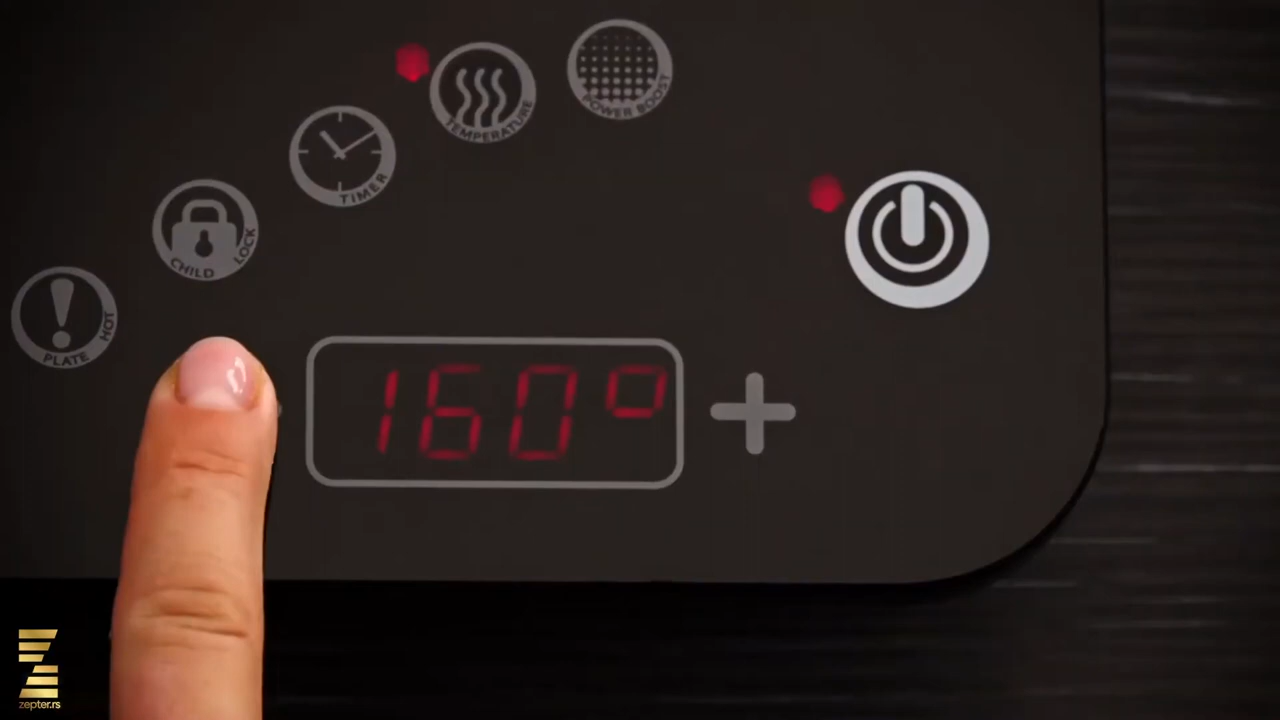 POWER BOOST
TEMPERATURE
TIMER
CHILD LOCK
PLATE HOT
160°
+
zepter.rs